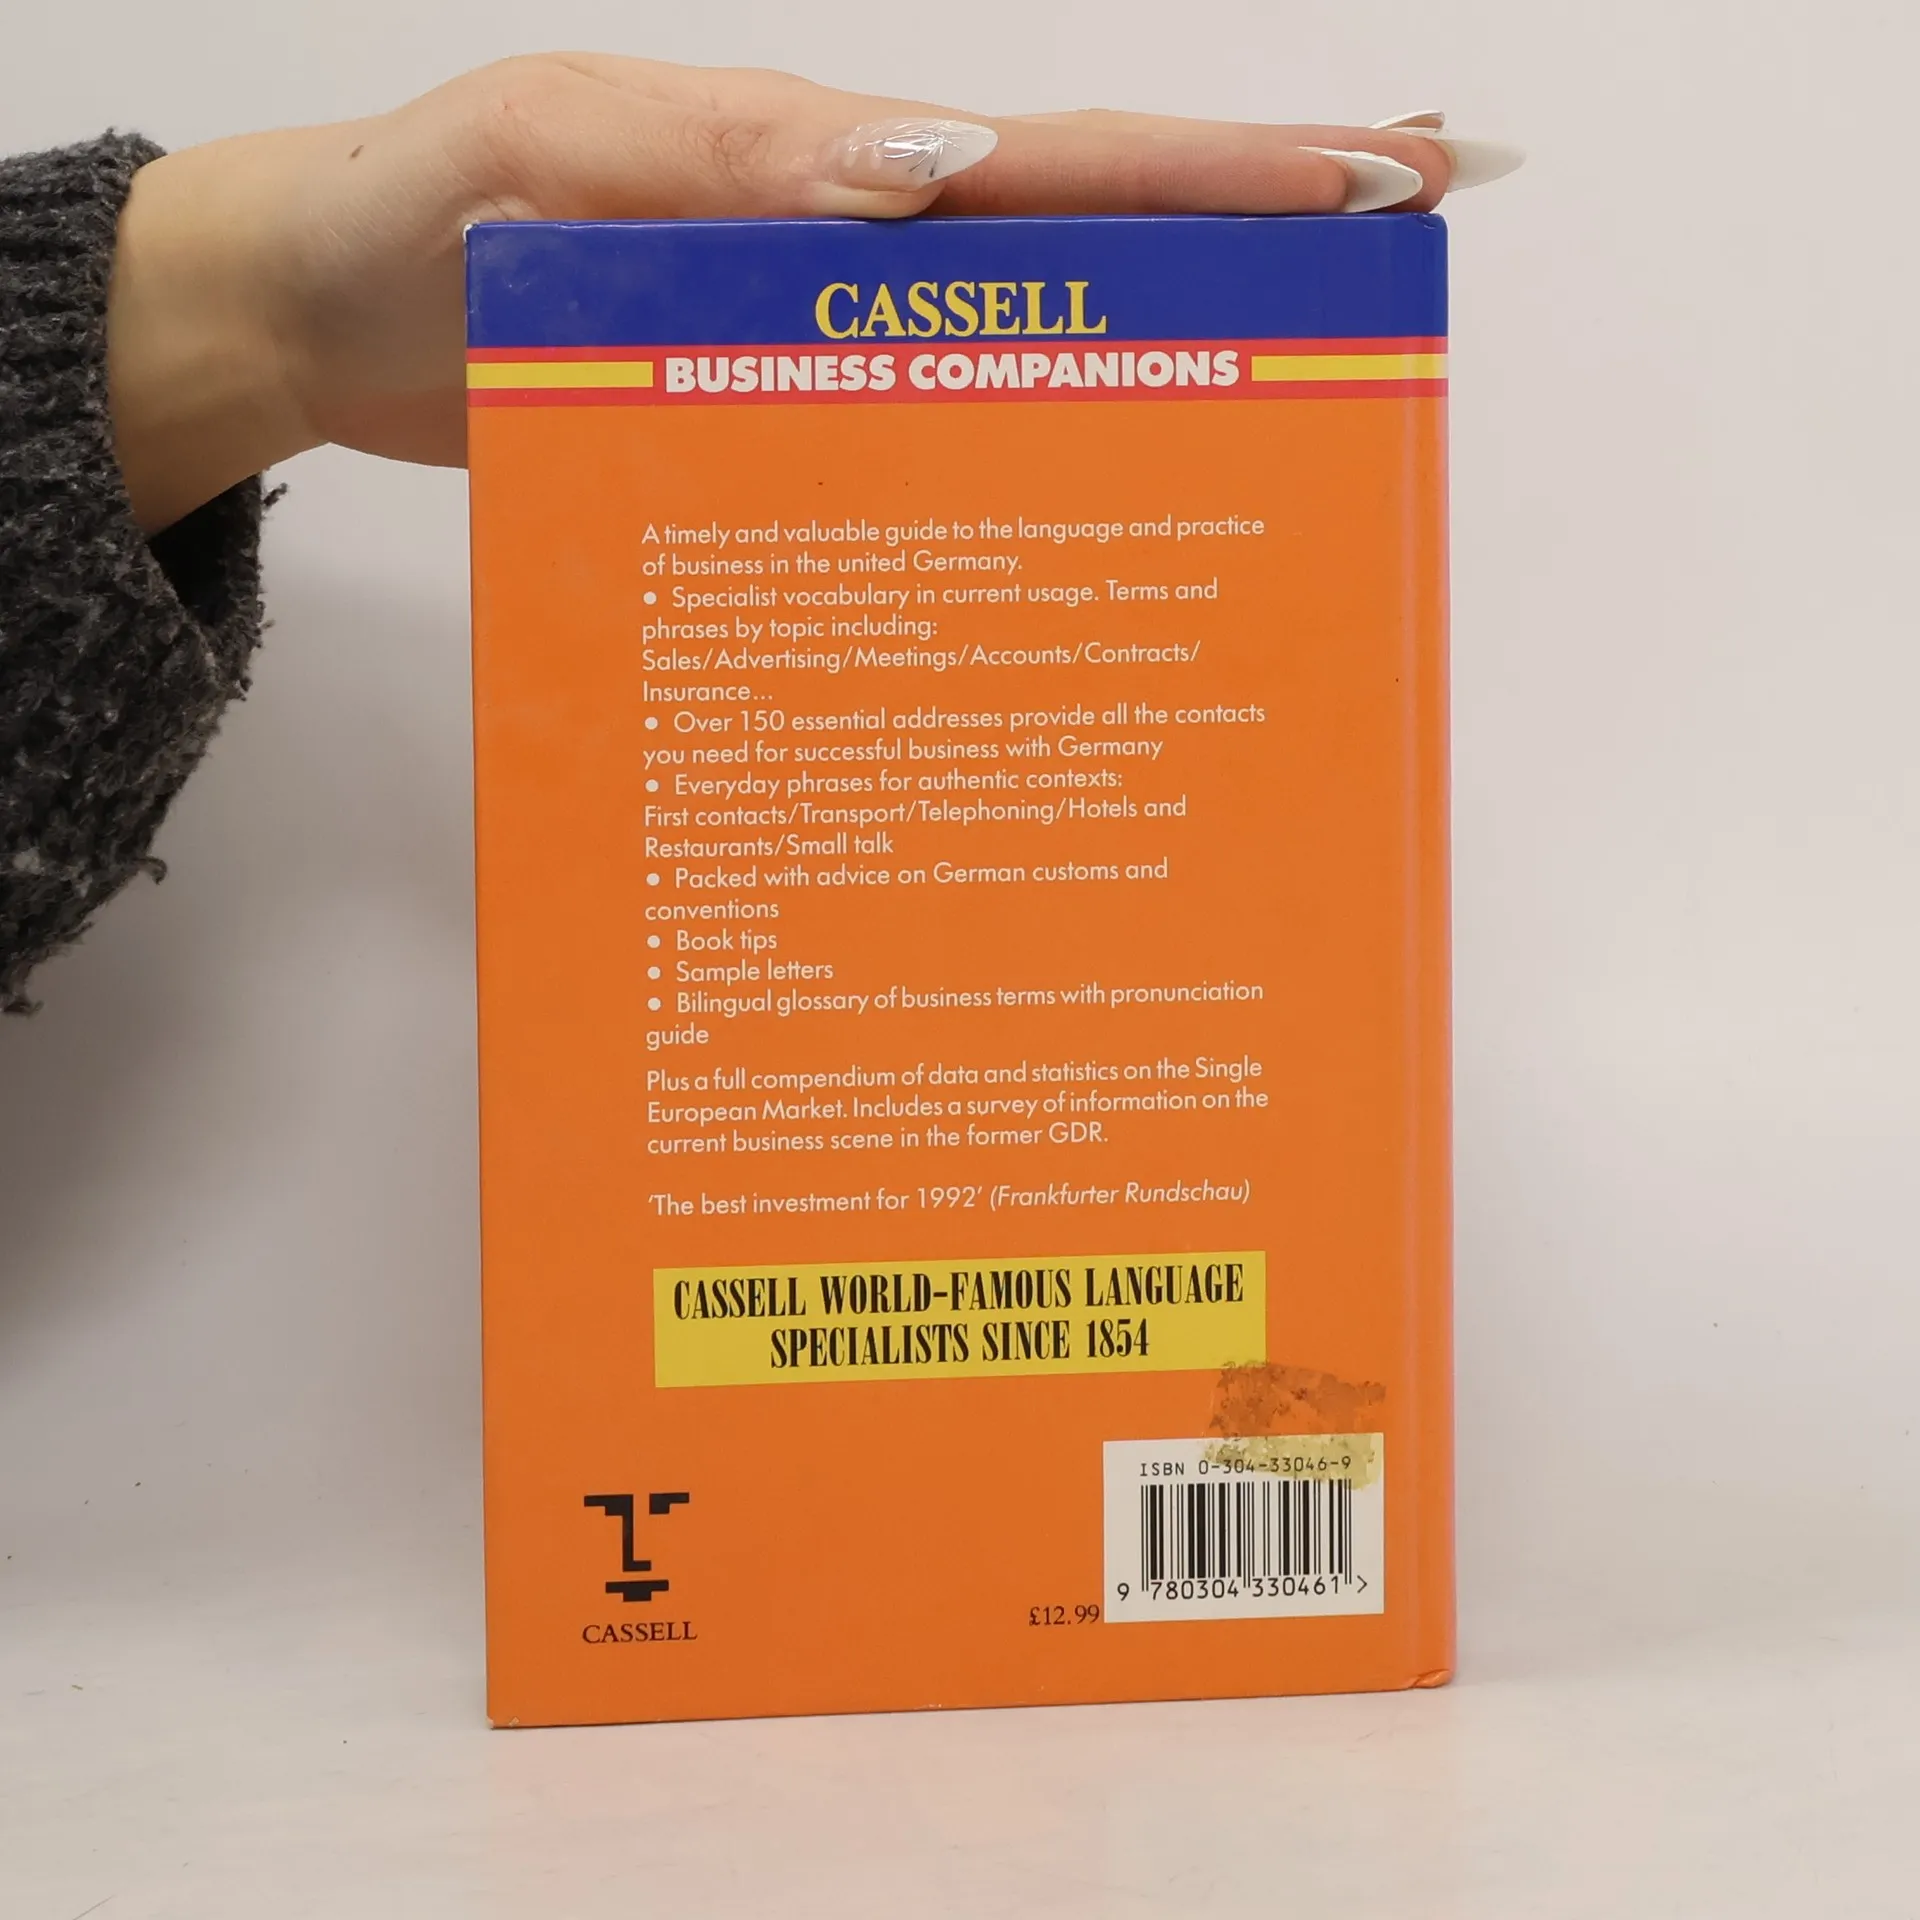 CASSELL
BUSINESS COMPANIONS
A timely and valuable guide to the language and practice
of business in the united Germany.
● Specialist vocabulary in current usage. Terms and
phrases by topic including:
Sales/Advertising/Meetings/Accounts/Contracts/
Insurance...
● Over 150 essential addresses provide all the contacts
you need for successful business with Germany
● Everyday phrases for authentic contexts:
First contacts/Transport/Telephoning/Hotels and
Restaurants/Small talk
● Packed with advice on German customs and
conventions
● Book tips
● Sample letters
● Bilingual glossary of business terms with pronunciation
guide
Plus a full compendium of data and statistics on the Single
European Market. Includes a survey of information on the
current business scene in the former GDR.
'The best investment for 1992' (Frankfurter Rundschau)
CASSELL WORLD-FAMOUS LANGUAGE
SPECIALISTS SINCE 1854
ISBN 0-304-33046-9
9 780304 330461 >
£12.99
CASSELL